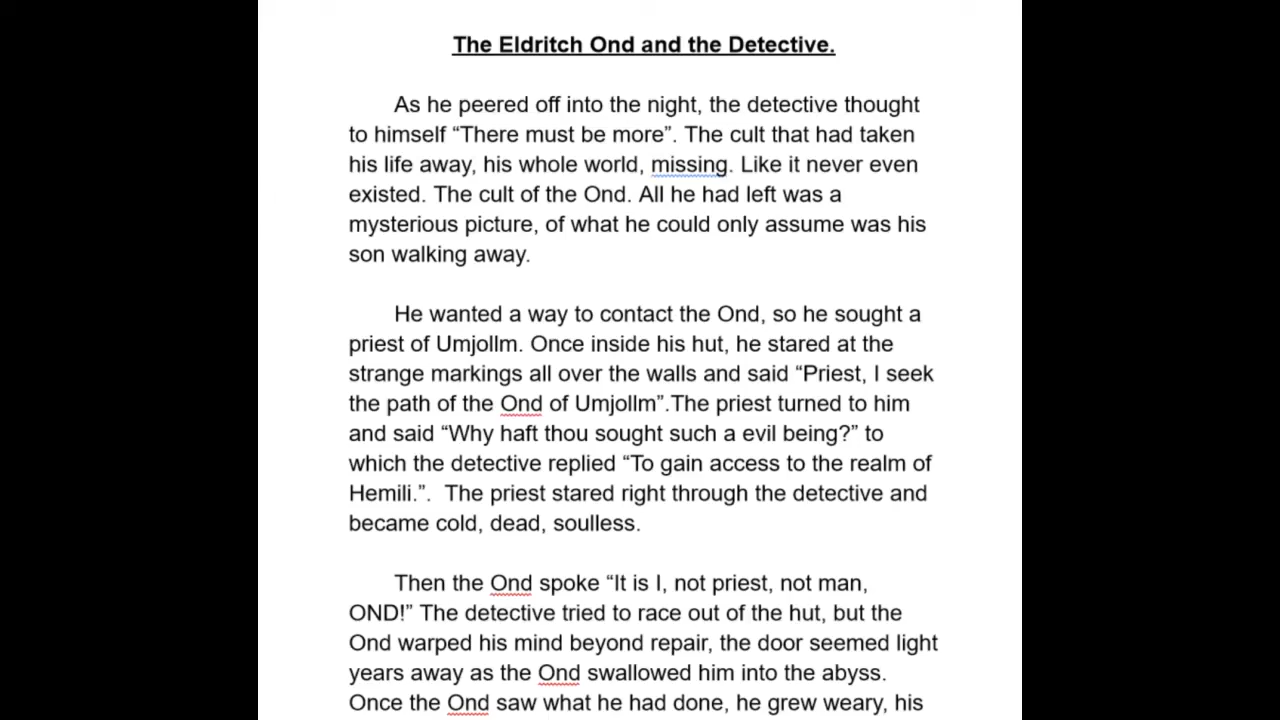 The Eldritch Ond and the Detective.
As he peered off into the night, the detective thought
to himself “There must be more”. The cult that had taken
his life away, his whole world, missing. Like it never even
existed. The cult of the Ond. All he had left was a
mysterious picture, of what he could only assume was his
son walking away.
He wanted a way to contact the Ond, so he sought a
priest of Umjollm. Once inside his hut, he stared at the
strange markings all over the walls and said “Priest, I seek
the path of the Ond of Umjollm”.The priest turned to him
and said “Why haft thou sought such a evil being?” to
which the detective replied “To gain access to the realm of
Hemili.”.  The priest stared right through the detective and
became cold, dead, soulless.
Then the Ond spoke “It is I, not priest, not man,
OND!” The detective tried to race out of the hut, but the
Ond warped his mind beyond repair, the door seemed light
years away as the Ond swallowed him into the abyss.
Once the Ond saw what he had done, he grew weary, his